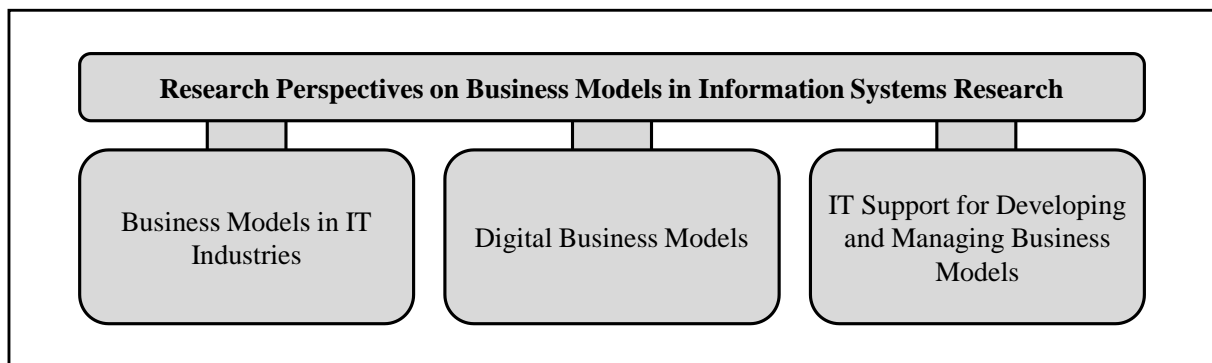 Research Perspectives on Business Models in Information Systems Research
Business Models in IT
Industries
Digital Business Models
IT Support for Developing
and Managing Business
Models